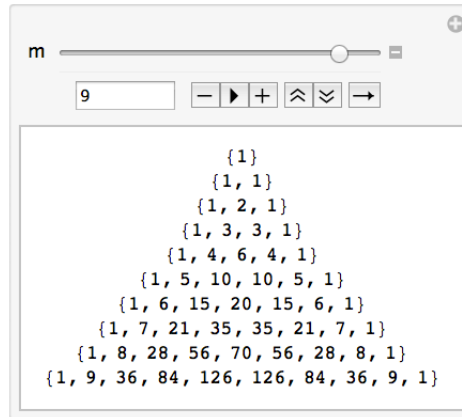 m
9
{1}
{1, 1}
{1, 2, 1}
{1, 3, 3, 1}
{1, 4, 6, 4, 1}
{1, 5, 10, 10, 5, 1}
{1, 6, 15, 20, 15, 6, 1}
{1, 7, 21, 35, 35, 21, 7, 1}
{1, 8, 28, 56, 70, 56, 28, 8, 1}
{1, 9, 36, 84, 126, 126, 84, 36, 9, 1}